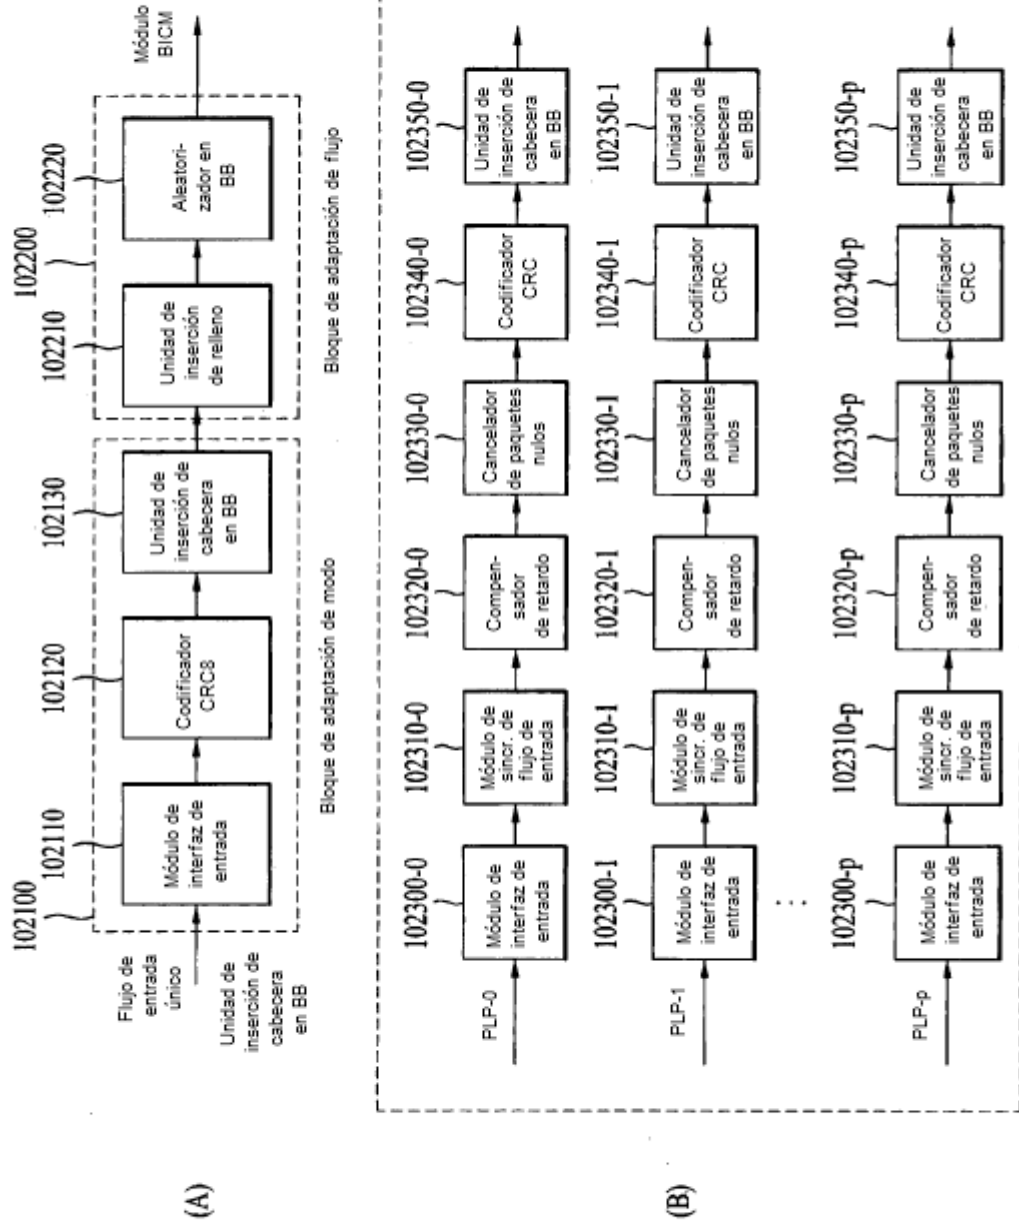 (A)
102100
102110
102120
102130
102200
102210
102220
Flujo de
entrada
único
Unidad de
inserción de
cabecera
en BB
Módulo de
interfaz de
entrada
Codificador
CRC8
Unidad de
inserción de
cabecera
en BB
Unidad de
inserción
de relleno
Aleatori-
zador en
BB
Módulo
BICM
Bloque de adaptación de modo
Bloque de adaptación de flujo
(B)
102300-0
102310-0
102320-0
102330-0
102340-0
102350-0
PLP-0
Módulo de
interfaz de
entrada
Módulo de
sincr. de
flujo de
entrada
Compen-
sador
de retardo
Cancelador
de paquetes
nulos
Codificador
CRC
Unidad de
inserción de
cabecera
en BB
102300-1
102310-1
102320-1
102330-1
102340-1
102350-1
PLP-1
Módulo de
interfaz de
entrada
Módulo de
sincr. de
flujo de
entrada
Compen-
sador
de retardo
Cancelador
de paquetes
nulos
Codificador
CRC
Unidad de
inserción de
cabecera
en BB
. . .
102300-p
102310-p
102320-p
102330-p
102340-p
102350-p
PLP-p
Módulo de
interfaz de
entrada
Módulo de
sincr. de
flujo de
entrada
Compen-
sador
de retardo
Cancelador
de paquetes
nulos
Codificador
CRC
Unidad de
inserción de
cabecera
en BB